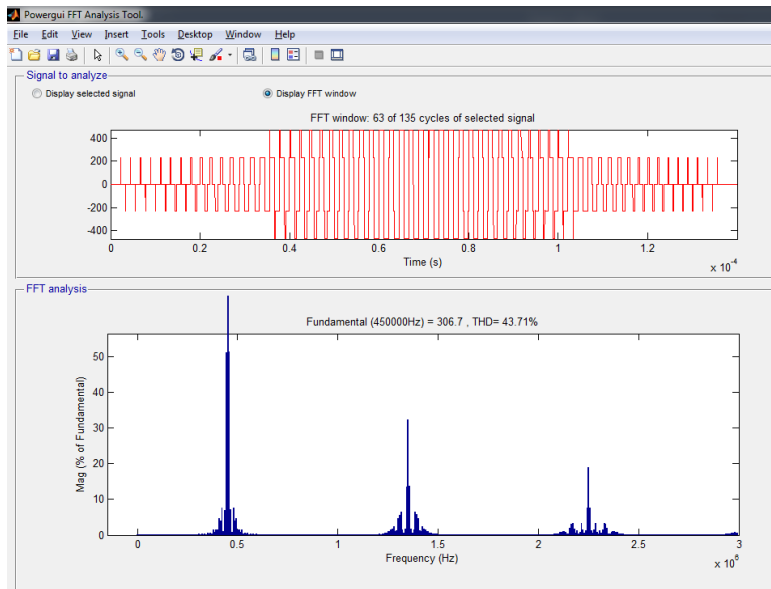 Powergui FFT Analysis Tool.
File Edit View Insert Tools Desktop Window Help
Signal to analyze
Display selected signal Display FFT window
FFT window: 63 of 135 cycles of selected signal
400
200
0
-200
-400
0 0.2 0.4 0.6 0.8 1 1.2
Time (s)
x 10⁻⁴
FFT analysis
Fundamental (450000Hz) = 306.7 , THD= 43.71%
50
40
30
20
10
0
Mag (% of Fundamental)
0 0.5 1 1.5 2 2.5 3
Frequency (Hz)
x 10⁶